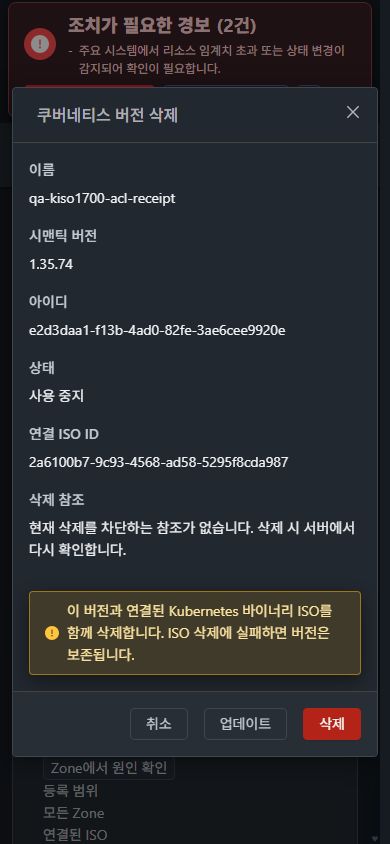 조치가 필요한 경보 (2건)
- 주요 시스템에서 리소스 임계치 초과 또는 상태 변경이
감지되어 확인이 필요합니다.
쿠버네티스 버전 삭제
이름
qa-kiso1700-acl-receipt
시맨틱 버전
1.35.74
아이디
e2d3daa1-f13b-4ad0-82fe-3ae6cee9920e
상태
사용 중지
연결 ISO ID
2a6100b7-9c93-4568-ad58-5295f8cda987
삭제 참조
현재 삭제를 차단하는 참조가 없습니다. 삭제 시 서버에서
다시 확인합니다.
이 버전과 연결된 Kubernetes 바이너리 ISO를
함께 삭제합니다. ISO 삭제에 실패하면 버전은
보존됩니다.
취소
업데이트
삭제
Zone에서 원인 확인
등록 범위
모든 Zone
연결된 ISO